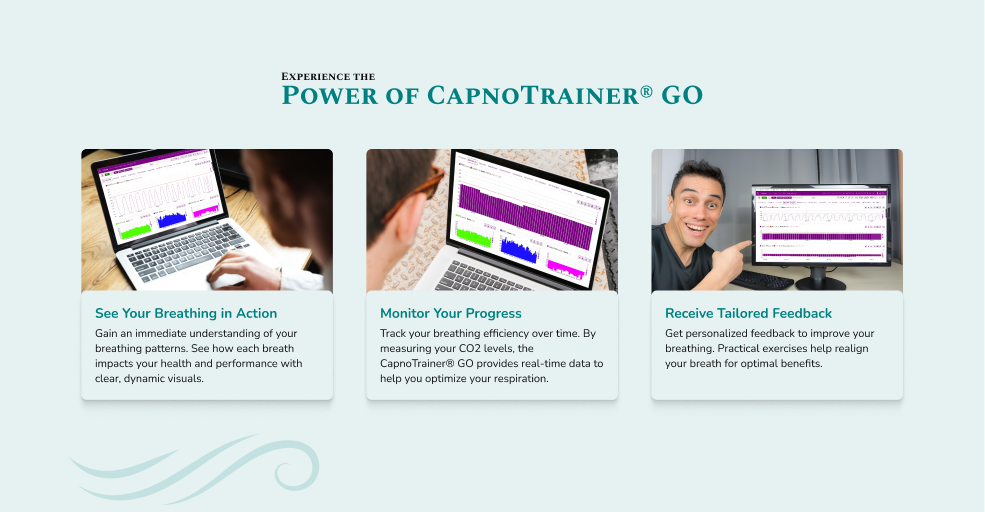 Experience the
Power of CapnoTrainer® GO
See Your Breathing in Action
Gain an immediate understanding of your
breathing patterns. See how each breath
impacts your health and performance with
clear, dynamic visuals.
Monitor Your Progress
Track your breathing efficiency over time. By
measuring your CO2 levels, the
CapnoTrainer® GO provides real-time data to
help you optimize your respiration.
Receive Tailored Feedback
Get personalized feedback to improve your
breathing. Practical exercises help realign
your breath for optimal benefits.